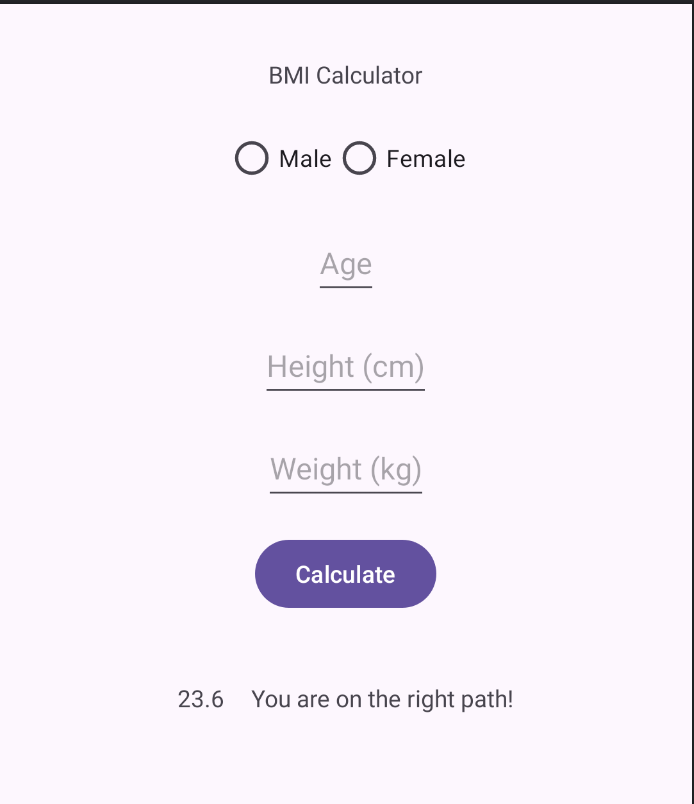 BMI Calculator
Male Female
Age
Height (cm)
Weight (kg)
Calculate
23.6 You are on the right path!